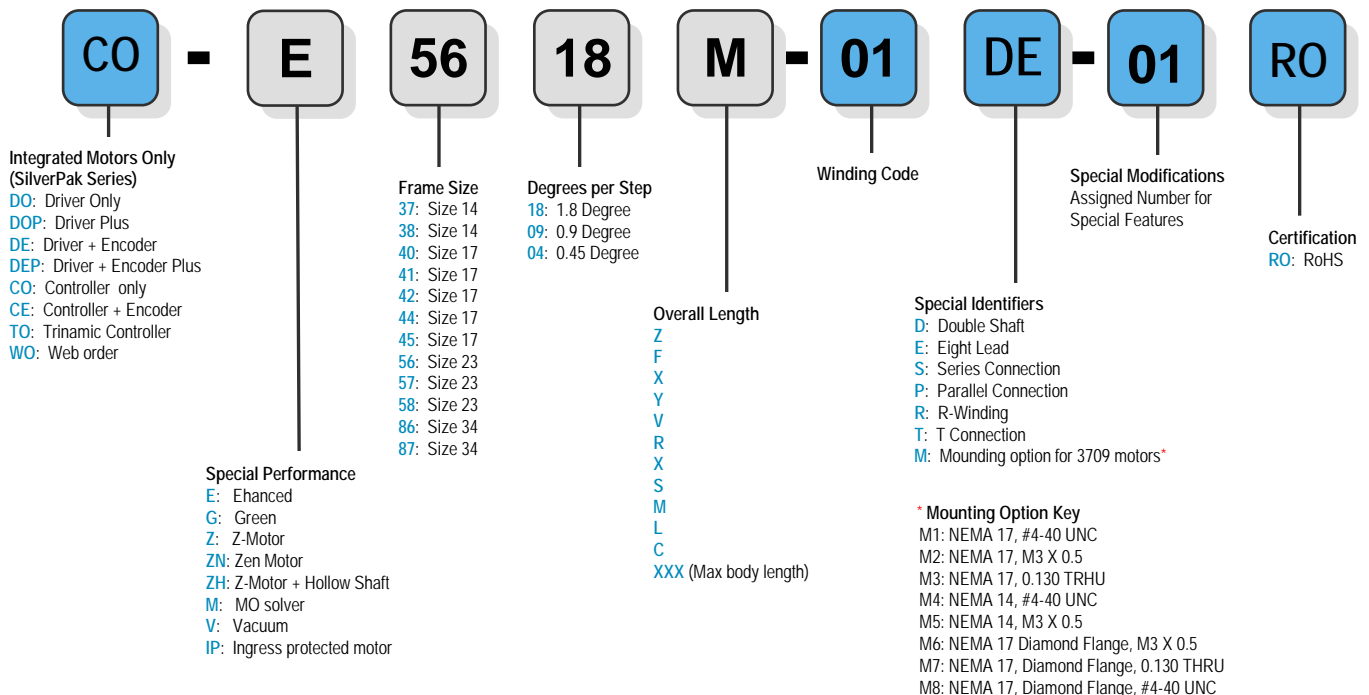 CO - E 56 18 M - 01 DE - 01 RO
Integrated Motors Only
(SilverPak Series)
DO: Driver Only
DOP: Driver Plus
DE: Driver + Encoder
DEP: Driver + Encoder Plus
CO: Controller only
CE: Controller + Encoder
TO: Trinamic Controller
WO: Web order
Special Performance
E: Ehanced
G: Green
Z: Z-Motor
ZN: Zen Motor
ZH: Z-Motor + Hollow Shaft
M: MO solver
V: Vacuum
IP: Ingress protected motor
Frame Size
37: Size 14
38: Size 14
40: Size 17
41: Size 17
42: Size 17
44: Size 17
45: Size 17
56: Size 23
57: Size 23
58: Size 23
86: Size 34
87: Size 34
Degrees per Step
18: 1.8 Degree
09: 0.9 Degree
04: 0.45 Degree
Overall Length
Z
F
X
Y
V
R
X
S
M
L
C
XXX (Max body length)
Winding Code
Special Identifiers
D: Double Shaft
E: Eight Lead
S: Series Connection
P: Parallel Connection
R: R-Winding
T: T Connection
M: Mounding option for 3709 motors*
* Mounting Option Key
M1: NEMA 17, #4-40 UNC
M2: NEMA 17, M3 X 0.5
M3: NEMA 17, 0.130 TRHU
M4: NEMA 14, #4-40 UNC
M5: NEMA 14, M3 X 0.5
M6: NEMA 17 Diamond Flange, M3 X 0.5
M7: NEMA 17, Diamond Flange, 0.130 THRU
M8: NEMA 17, Diamond Flange, #4-40 UNC
Special Modifications
Assigned Number for
Special Features
Certification
RO: RoHS